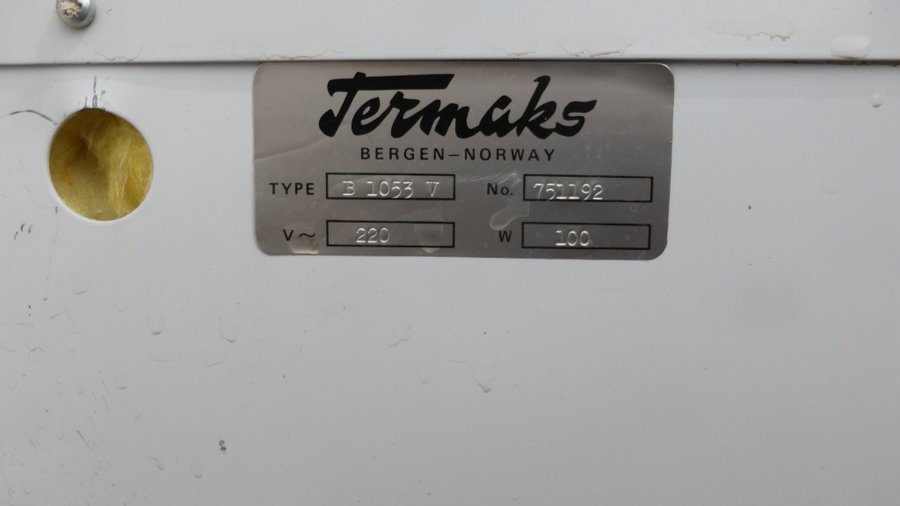 Termaks
BERGEN-NORWAY
TYPE B 1053 V No. 751192
V~ 220 W 100